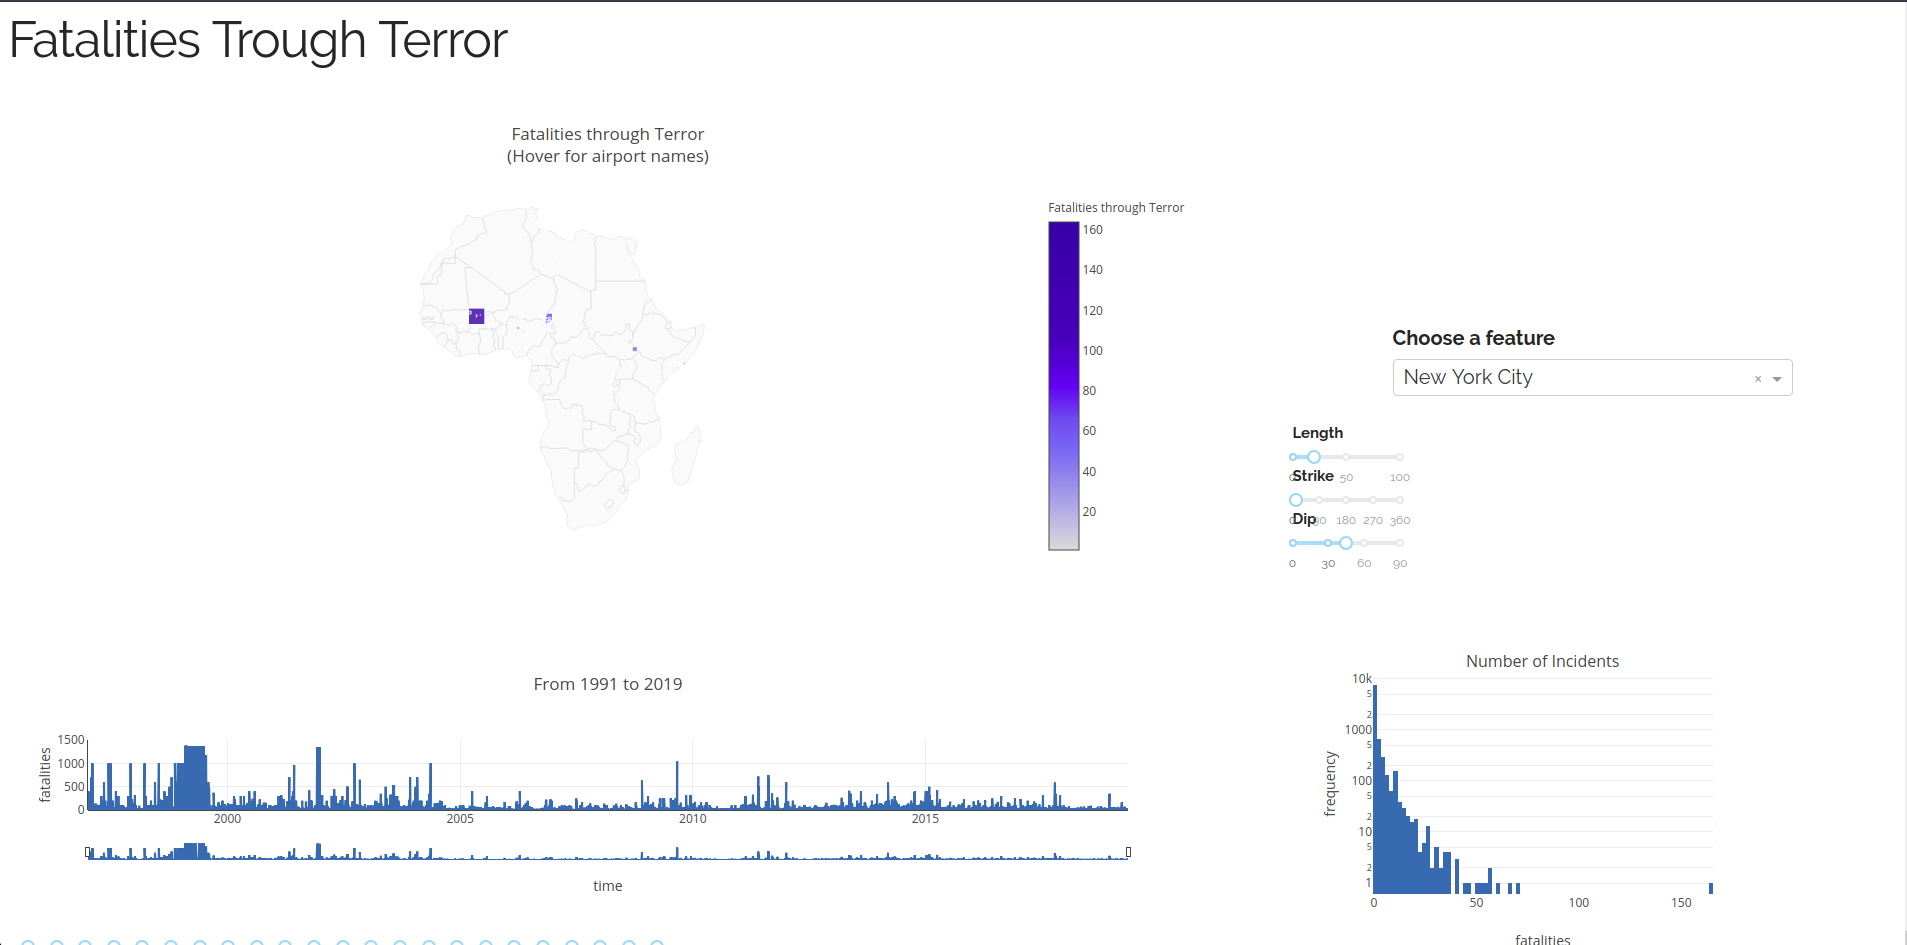 Fatalities Trough Terror
Fatalities through Terror
(Hover for airport names)
Fatalities through Terror
160
140
120
100
80
60
40
20
Choose a feature
New York City
×
Length
50
100
Strike
180
270
360
Dip
0
30
60
90
From 1991 to 2019
fatalities
1500
1000
500
0
2000
2005
2010
2015
time
Number of Incidents
frequency
10k
5
2
1000
5
2
100
5
2
10
5
2
1
0
50
100
150
fatalities